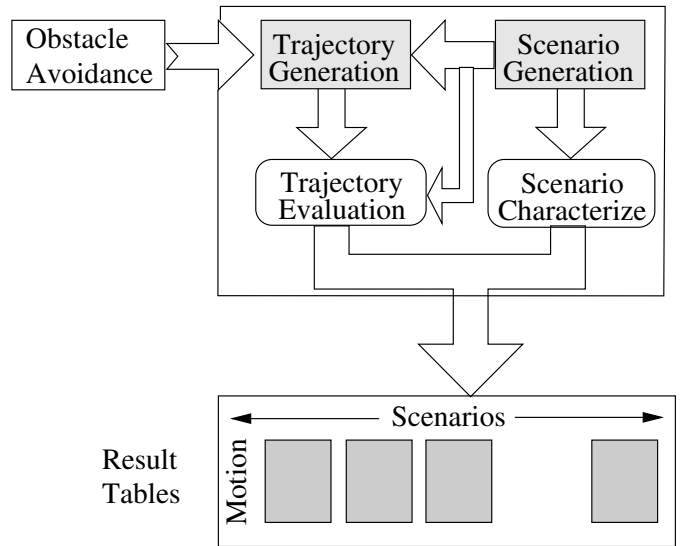 Obstacle
Avoidance
Trajectory
Generation
Scenario
Generation
Trajectory
Evaluation
Scenario
Characterize
Scenarios
Motion
Result
Tables